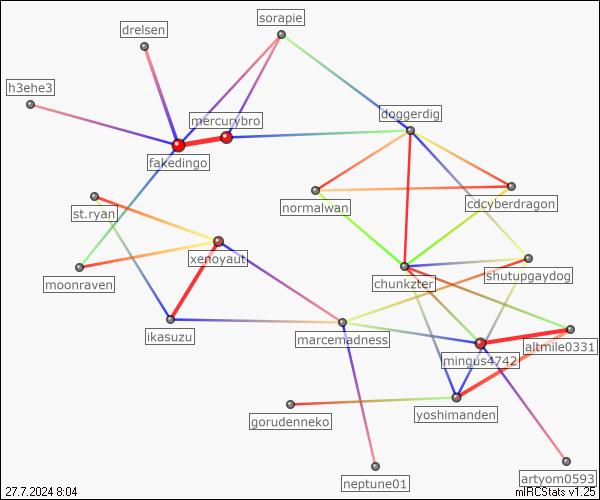 sorapie
drelsen
h3ehe3
mercurybro
doggerdig
fakedingo
cdcyberdragon
normalwan
st.ryan
xenoyaut
moonraven
chunkzter
shutupgaydog
ikasuzu
marcemadness
altmile0331
mingus4742
yoshimanden
gorudenneko
neptune01
artyom0593
27.7.2024 8:04
mIRCStats v1.25